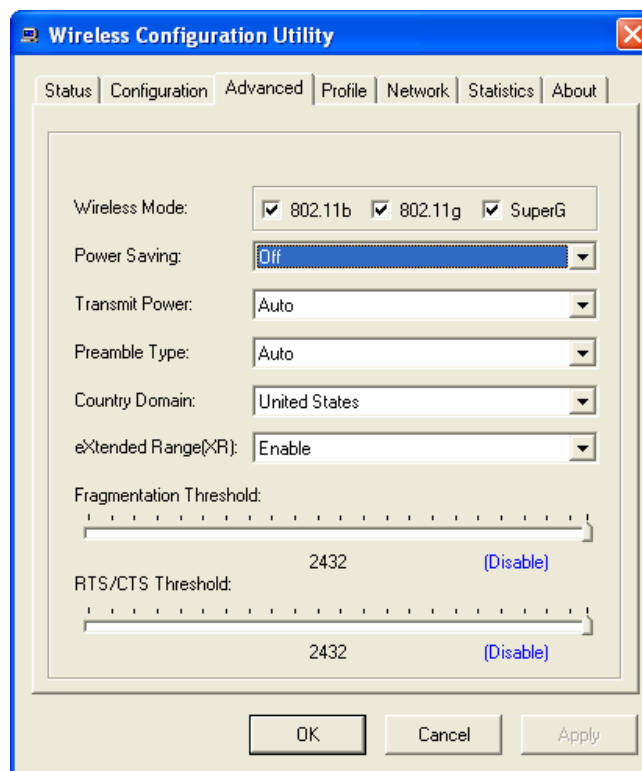 Wireless Configuration Utility
Status Configuration Advanced Profile Network Statistics About
Wireless Mode: 802.11b 802.11g SuperG
Power Saving: Off
Transmit Power: Auto
Preamble Type: Auto
Country Domain: United States
eXtended Range(XR): Enable
Fragmentation Threshold:
2432 (Disable)
RTS/CTS Threshold:
2432 (Disable)
OK Cancel Apply